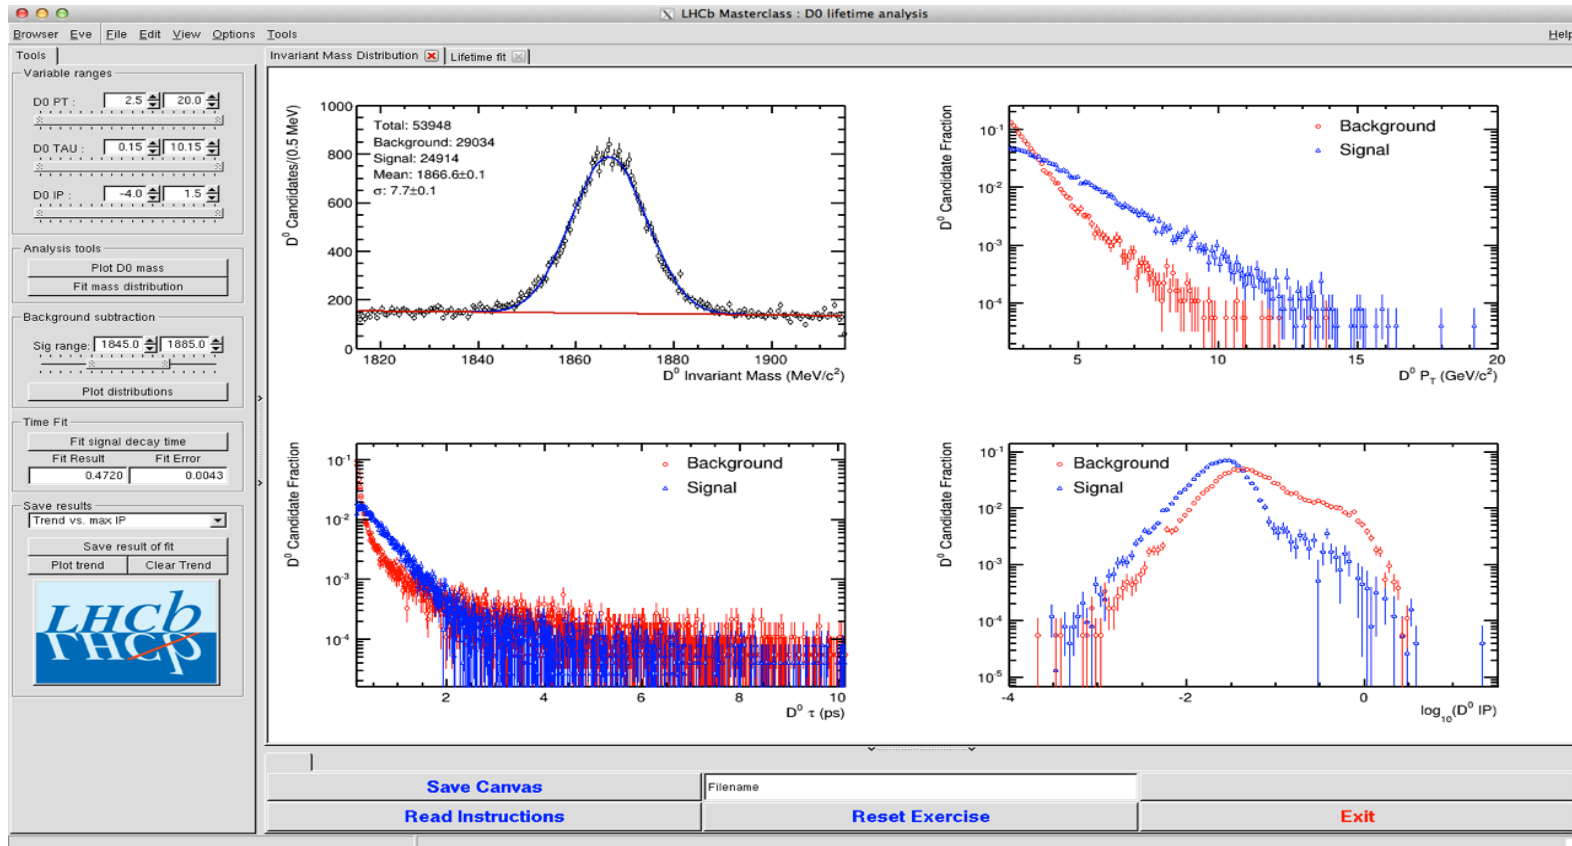 LHCb Masterclass : D0 lifetime analysis
Browser Eve File Edit View Options Tools Help
Tools
Invariant Mass Distribution Lifetime fit
Variable ranges
D0 PT : 2.5 20.0
D0 TAU : 0.15 10.15
D0 IP : -4.0 1.5
Analysis tools
Plot D0 mass
Fit mass distribution
Background subtraction
Sig range: 1845.0 1885.0
Plot distributions
Time Fit
Fit signal decay time
Fit Result Fit Error
0.4720 0.0043
Save results
Trend vs. max IP
Save result of fit
Plot trend Clear Trend
LHCb
LHCb
D⁰ Candidates/(0.5 MeV)
1000
800
600
400
200
0
Total: 53948
Background: 29034
Signal: 24914
Mean: 1866.6±0.1
σ: 7.7±0.1
1820 1840 1860 1880 1900
D⁰ Invariant Mass (MeV/c²)
D⁰ Candidate Fraction
10⁻¹
10⁻²
10⁻³
10⁻⁴
Background
Signal
5 10 15 20
D⁰ P_T (GeV/c²)
D⁰ Candidate Fraction
10⁻¹
10⁻²
10⁻³
10⁻⁴
Background
Signal
2 4 6 8 10
D⁰ τ (ps)
D⁰ Candidate Fraction
10⁻¹
10⁻²
10⁻³
10⁻⁴
10⁻⁵
Background
Signal
-4 -2 0
log₁₀(D⁰ IP)
Save Canvas Filename
Read Instructions Reset Exercise Exit